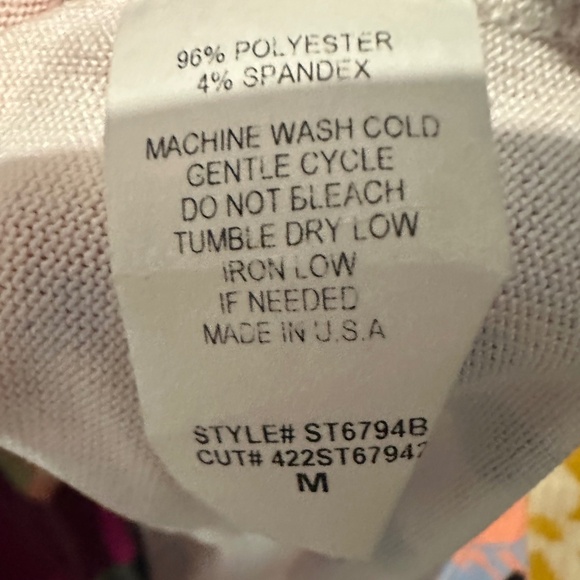 96% POLYESTER
4% SPANDEX
MACHINE WASH COLD
GENTLE CYCLE
DO NOT BLEACH
TUMBLE DRY LOW
IRON LOW
IF NEEDED
MADE IN U.S.A
STYLE# ST6794B
CUT#
M